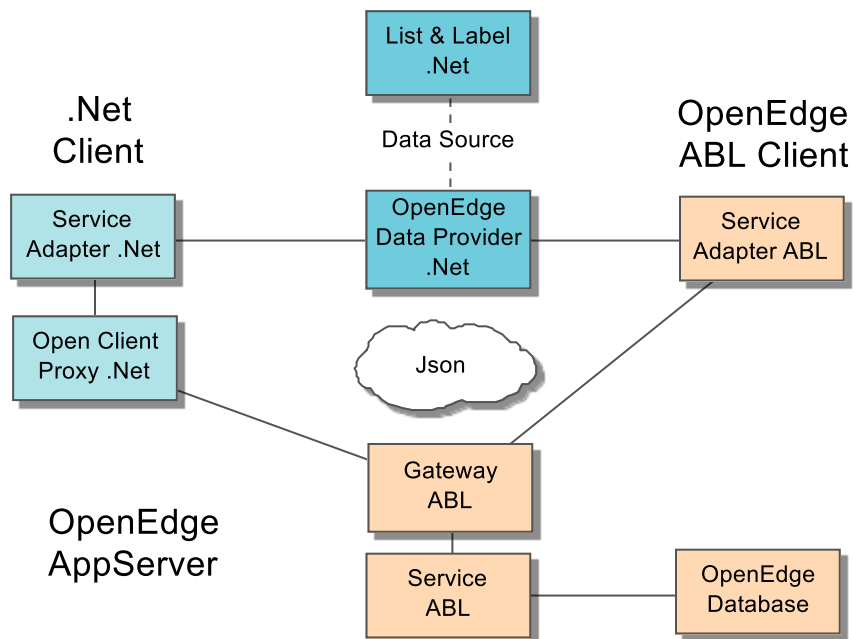 List & Label
.Net
Data Source
.Net
Client
OpenEdge
ABL Client
Service
Adapter .Net
OpenEdge
Data Provider
.Net
Service
Adapter ABL
Open Client
Proxy .Net
Json
Gateway
ABL
OpenEdge
AppServer
Service
ABL
OpenEdge
Database